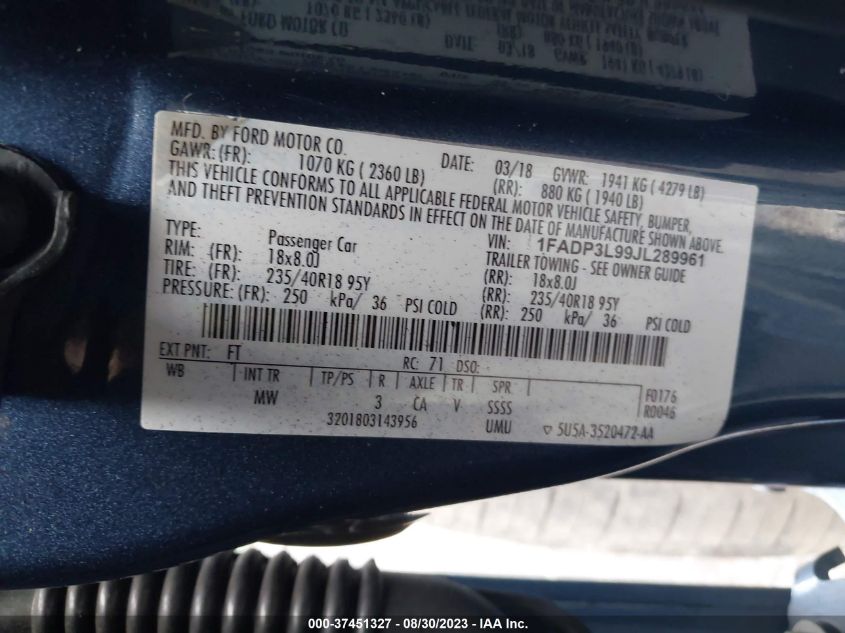 MFD. BY FORD MOTOR CO.
DATE: 03/18 GVWR: 1941 KG ( 4279 LB)
GAWR: (FR): 1070 KG ( 2360 LB) (RR): 880 KG ( 1940 LB)
THIS VEHICLE CONFORMS TO ALL APPLICABLE FEDERAL MOTOR VEHICLE SAFETY, BUMPER,
AND THEFT PREVENTION STANDARDS IN EFFECT ON THE DATE OF MANUFACTURE SHOWN ABOVE.
VIN: 1FADP3L99JL289961
TYPE: Passenger Car TRAILER TOWING - SEE OWNER GUIDE
RIM: (FR): 18x8.0J (RR): 18x8.0J
TIRE: (FR): 235/40R18 95Y (RR): 235/40R18 95Y
PRESSURE: (FR): 250 kPa/ 36 PSI COLD (RR): 250 kPa/ 36 PSI COLD
EXT PNT: FT RC: 71 DSO:
WB INT TR TP/PS R AXLE TR SPR F0176
MW 3 CA V SSSS R0046
3201803143956 UMU ▽ 5U5A-3520472-AA
000-37451327 - 08/30/2023 - IAA Inc.